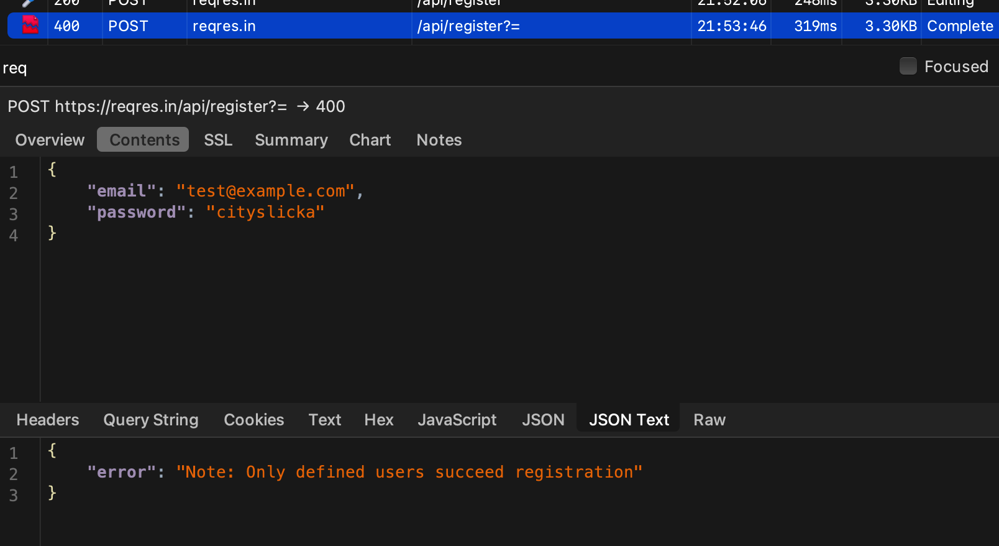 200 POST reqres.in /api/register 21:52:06 248ms 3.30KB Editing
400 POST reqres.in /api/register?= 21:53:46 319ms 3.30KB Complete
req Focused
POST https://reqres.in/api/register?= → 400
Overview Contents SSL Summary Chart Notes
1 {
2 "email": "test@example.com",
3 "password": "cityslicka"
4 }
Headers Query String Cookies Text Hex JavaScript JSON JSON Text Raw
1 {
2 "error": "Note: Only defined users succeed registration"
3 }